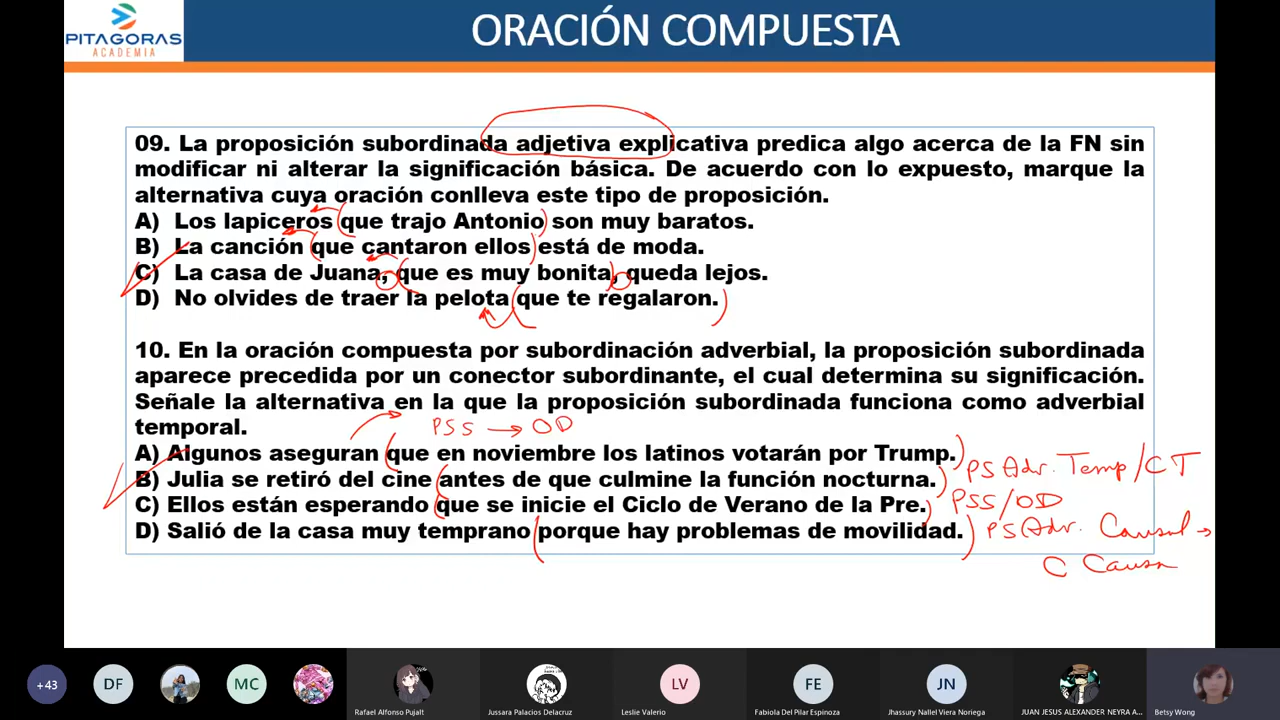 PITAGORAS
ACADEMIA
ORACIÓN COMPUESTA
09. La proposición subordinada adjetiva explicativa predica algo acerca de la FN sin
modificar ni alterar la significación básica. De acuerdo con lo expuesto, marque la
alternativa cuya oración conlleva este tipo de proposición.
A) Los lapiceros (que trajo Antonio) son muy baratos.
B) La canción (que cantaron ellos) está de moda.
C) La casa de Juana, (que es muy bonita), queda lejos.
D) No olvides de traer la pelota (que te regalaron.)
10. En la oración compuesta por subordinación adverbial, la proposición subordinada
aparece precedida por un conector subordinante, el cual determina su significación.
Señale la alternativa en la que la proposición subordinada funciona como adverbial
temporal.
PSS → OD
A) Algunos aseguran (que en noviembre los latinos votarán por Trump.)
B) Julia se retiró del cine (antes de que culmine la función nocturna.) PS Adv. Temp/CT
C) Ellos están esperando (que se inicie el Ciclo de Verano de la Pre.) PSS/OD
D) Salió de la casa muy temprano (porque hay problemas de movilidad.) PS Adv. Causal →
C Causa
+43
DF
MC
LV
FE
JN
Rafael Alfonso Pujalt
Jussara Palacios Delacruz
Leslie Valerio
Fabiola Del Pilar Espinoza
Jhassury Nallel Viera Noriega
JUAN JESUS ALEXANDER NEYRA A...
Betsy Wong